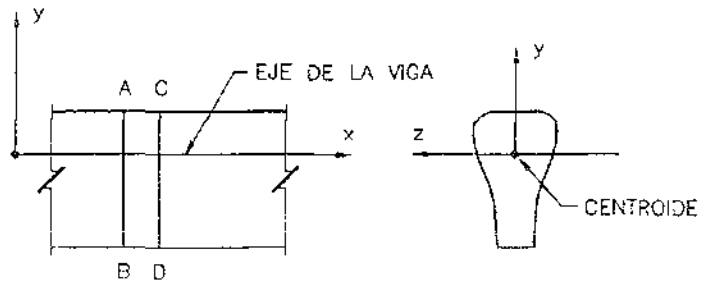 y
EJE DE LA VIGA
y
A C
x
z
CENTROIDE
B D